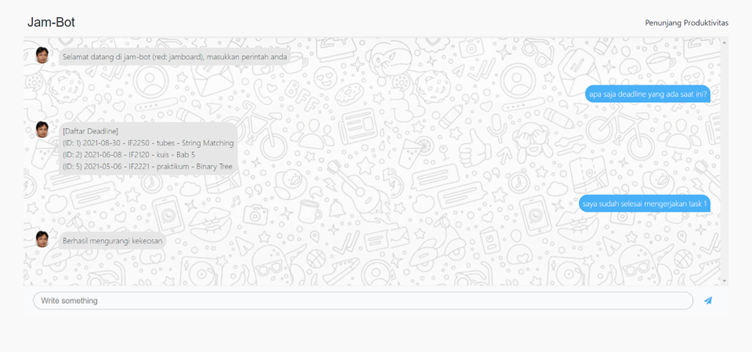 Jam-Bot
Penunjang Produktivitas
Selamat datang di jam-bot (red: jamboard), masukkan perintah anda
apa saja deadline yang ada saat ini?
[Daftar Deadline]
(ID: 1) 2021-08-30 - IF2250 - tubes - String Matching
(ID: 2) 2021-06-08 - IF2120 - kuis - Bab 5
(ID: 5) 2021-05-06 - IF2221 - praktikum - Binary Tree
saya sudah selesai mengerjakan task 1
Berhasil mengurangi kekeosan
Write something